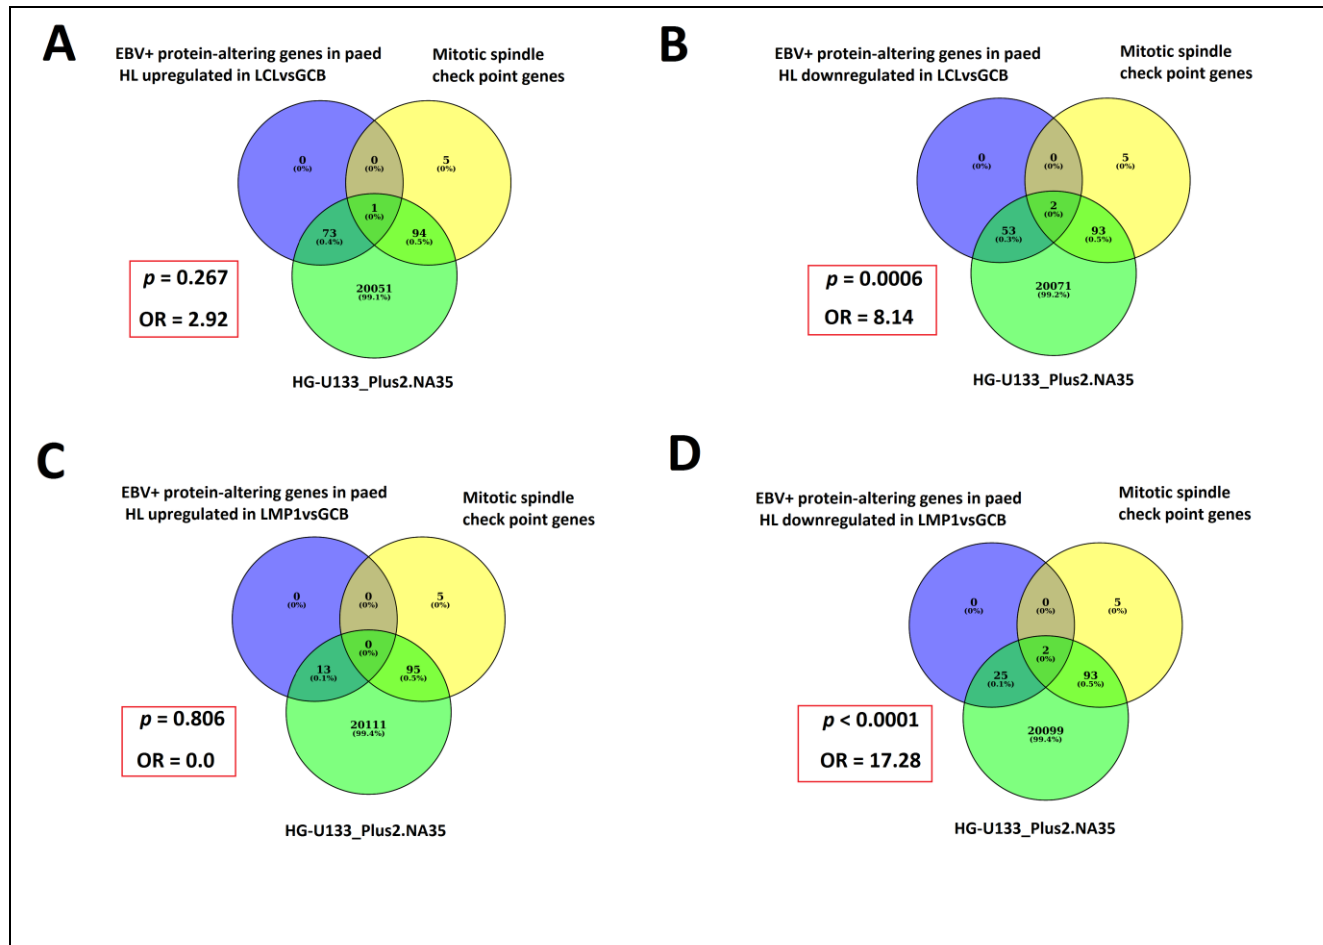 A
EBV+ protein-altering genes in paed
HL upregulated in LCLvsGCB
Mitotic spindle
check point genes
0
(0%)
0
(0%)
5
(0%)
1
(0%)
73
(0.4%)
94
(0.5%)
20051
(99.1%)
p = 0.267
OR = 2.92
HG-U133_Plus2.NA35
B
EBV+ protein-altering genes in paed
HL downregulated in LCLvsGCB
Mitotic spindle
check point genes
0
(0%)
0
(0%)
5
(0%)
2
(0%)
53
(0.3%)
93
(0.5%)
20071
(99.2%)
p = 0.0006
OR = 8.14
HG-U133_Plus2.NA35
C
EBV+ protein-altering genes in paed
HL upregulated in LMP1vsGCB
Mitotic spindle
check point genes
0
(0%)
0
(0%)
5
(0%)
0
(0%)
13
(0.1%)
95
(0.5%)
20111
(99.4%)
p = 0.806
OR = 0.0
HG-U133_Plus2.NA35
D
EBV+ protein-altering genes in paed
HL downregulated in LMP1vsGCB
Mitotic spindle
check point genes
0
(0%)
0
(0%)
5
(0%)
2
(0%)
25
(0.1%)
93
(0.5%)
20099
(99.4%)
p < 0.0001
OR = 17.28
HG-U133_Plus2.NA35